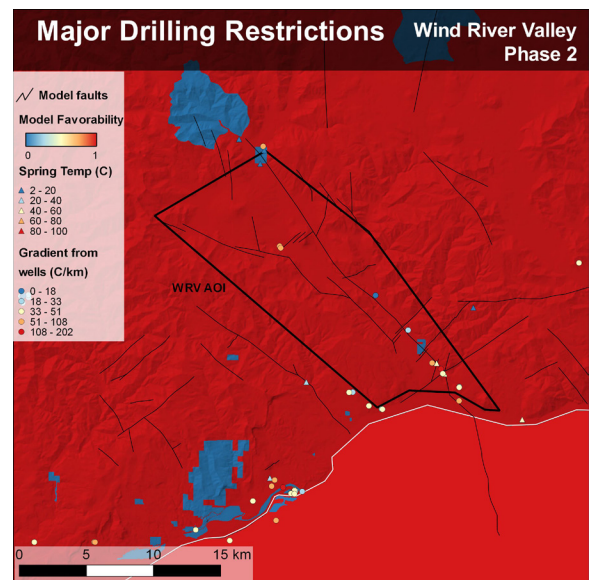 Major Drilling Restrictions
Wind River Valley
Phase 2
Model faults
Model Favorability
0 1
Spring Temp (C)
2 - 20
20 - 40
40 - 60
60 - 80
80 - 100
Gradient from
wells (C/km)
0 - 18
18 - 33
33 - 51
51 - 108
108 - 202
WRV AOI
0 5 10 15 km